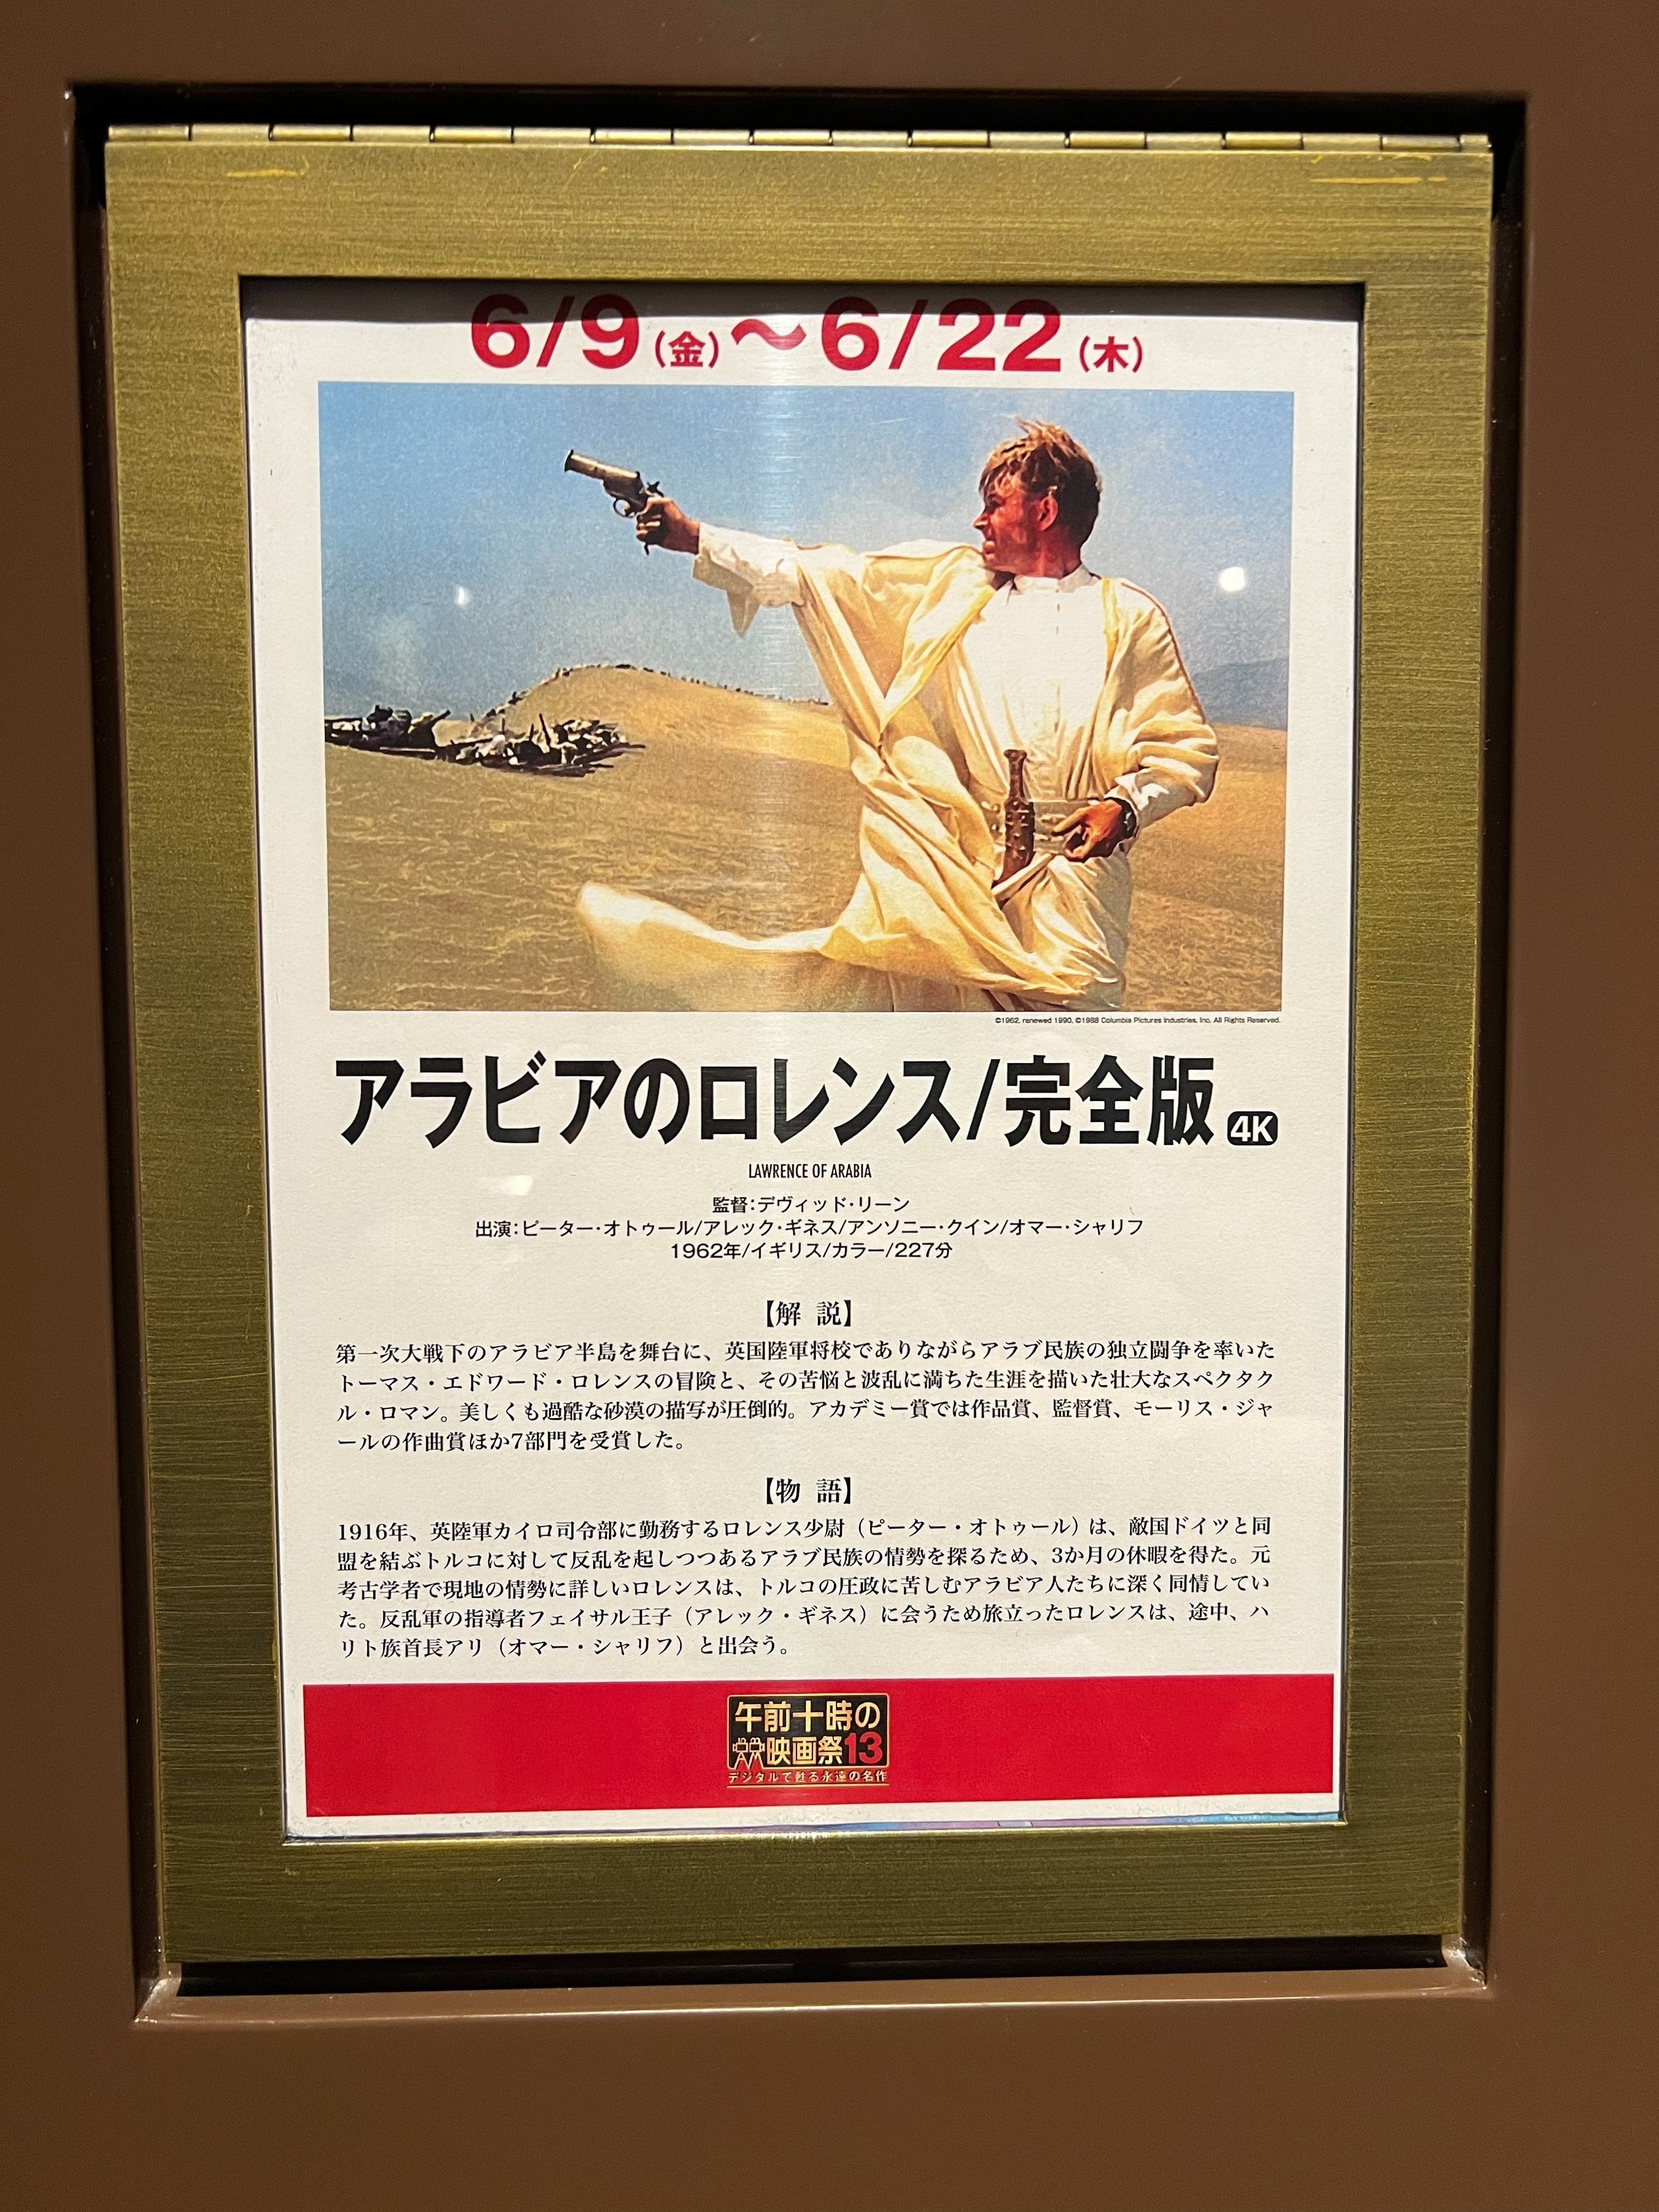 6/9(金)〜6/22(木)
©1962, renewed 1990, ©1988 Columbia Pictures Industries, Inc. All Rights Reserved.
アラビアのロレンス/完全版 4K
LAWRENCE OF ARABIA
監督:デヴィッド・リーン
出演:ピーター・オトゥール/アレック・ギネス/アンソニー・クイン/オマー・シャリフ
1962年/イギリス/カラー/227分
【解 説】
第一次大戦下のアラビア半島を舞台に、英国陸軍将校でありながらアラブ民族の独立闘争を率いた
トーマス・エドワード・ロレンスの冒険と、その苦悩と波乱に満ちた生涯を描いた壮大なスペクタク
ル・ロマン。美しくも過酷な砂漠の描写が圧倒的。アカデミー賞では作品賞、監督賞、モーリス・ジャ
ールの作曲賞ほか7部門を受賞した。
【物 語】
1916年、英陸軍カイロ司令部に勤務するロレンス少尉（ピーター・オトゥール）は、敵国ドイツと同
盟を結ぶトルコに対して反乱を起しつつあるアラブ民族の情勢を探るため、3か月の休暇を得た。元
考古学者で現地の情勢に詳しいロレンスは、トルコの圧政に苦しむアラビア人たちに深く同情してい
た。反乱軍の指導者フェイサル王子（アレック・ギネス）に会うため旅立ったロレンスは、途中、ハ
リト族首長アリ（オマー・シャリフ）と出会う。
午前十時の
映画祭13
デジタルで甦る永遠の名作